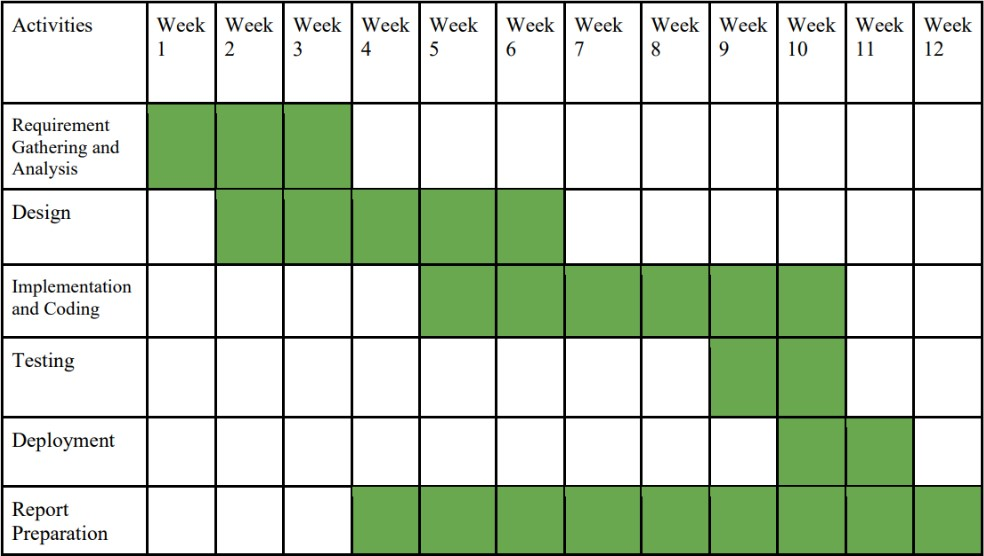 Activities Week 1 Week 2 Week 3 Week 4 Week 5 Week 6 Week 7 Week 8 Week 9 Week 10 Week 11 Week 12
Requirement
Gathering and
Analysis
Design
Implementation
and Coding
Testing
Deployment
Report
Preparation